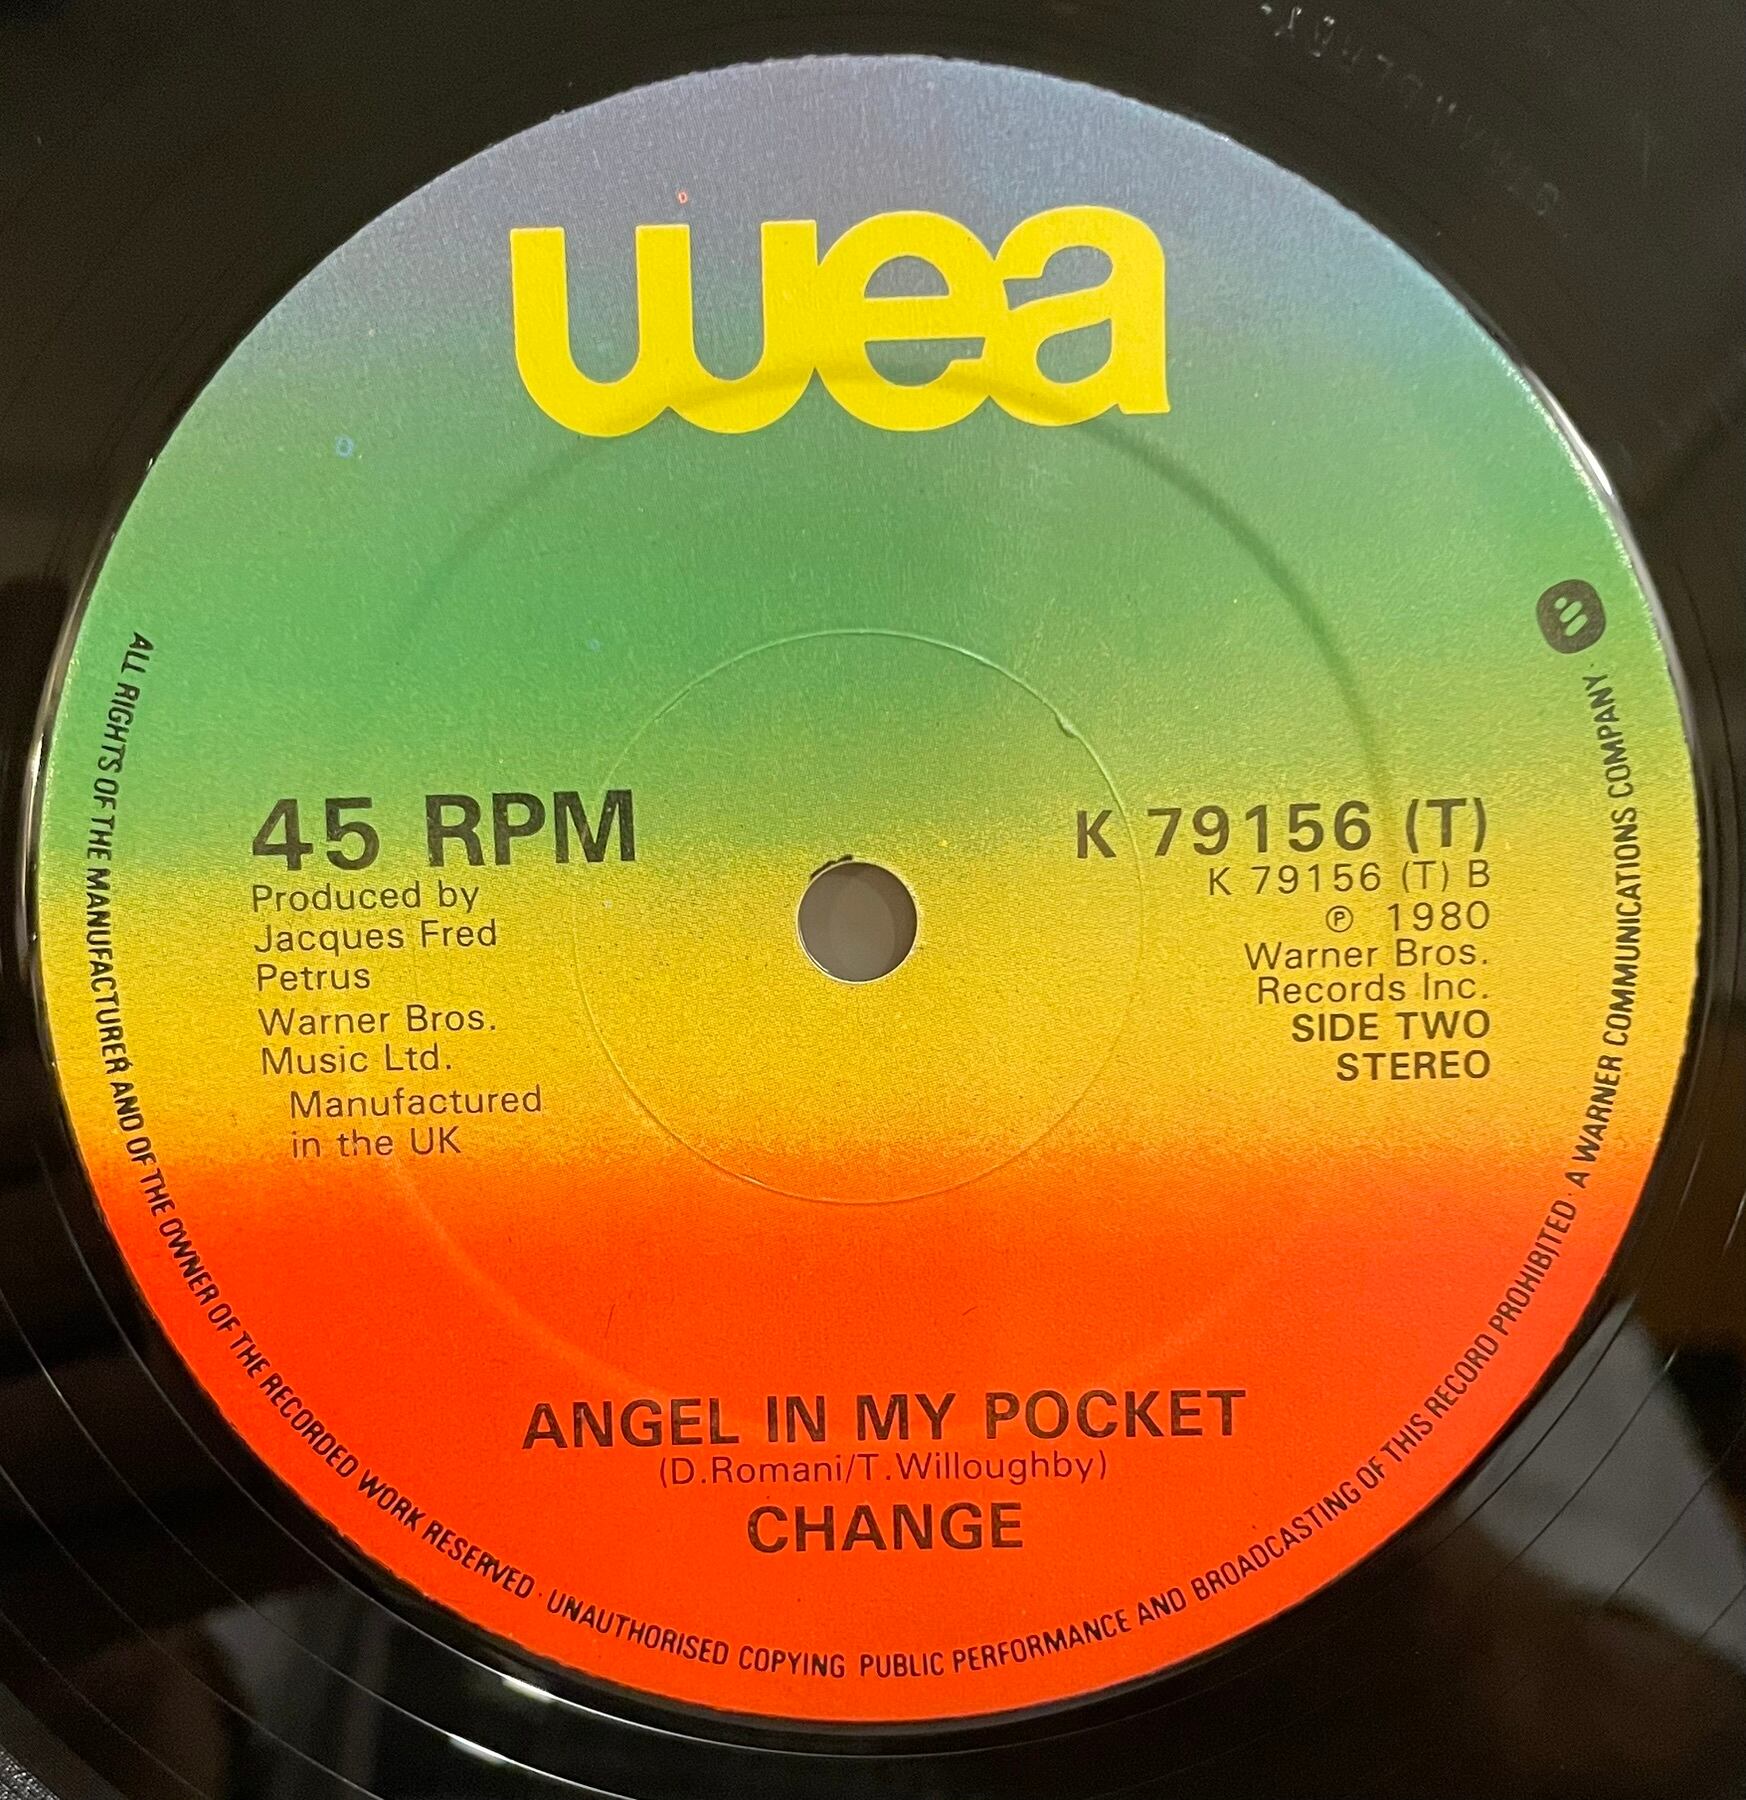 wea
45 RPM
Produced by
Jacques Fred
Petrus
Warner Bros.
Music Ltd.
Manufactured
in the UK
K 79156 (T)
K 79156 (T) B
℗ 1980
Warner Bros.
Records Inc.
SIDE TWO
STEREO
ANGEL IN MY POCKET
(D.Romani/T.Willoughby)
CHANGE
ALL RIGHTS OF THE MANUFACTURER AND OF THE OWNER OF THE RECORDED WORK RESERVED · UNAUTHORISED COPYING PUBLIC PERFORMANCE AND BROADCASTING OF THIS RECORD PROHIBITED · A WARNER COMMUNICATIONS COMPANY